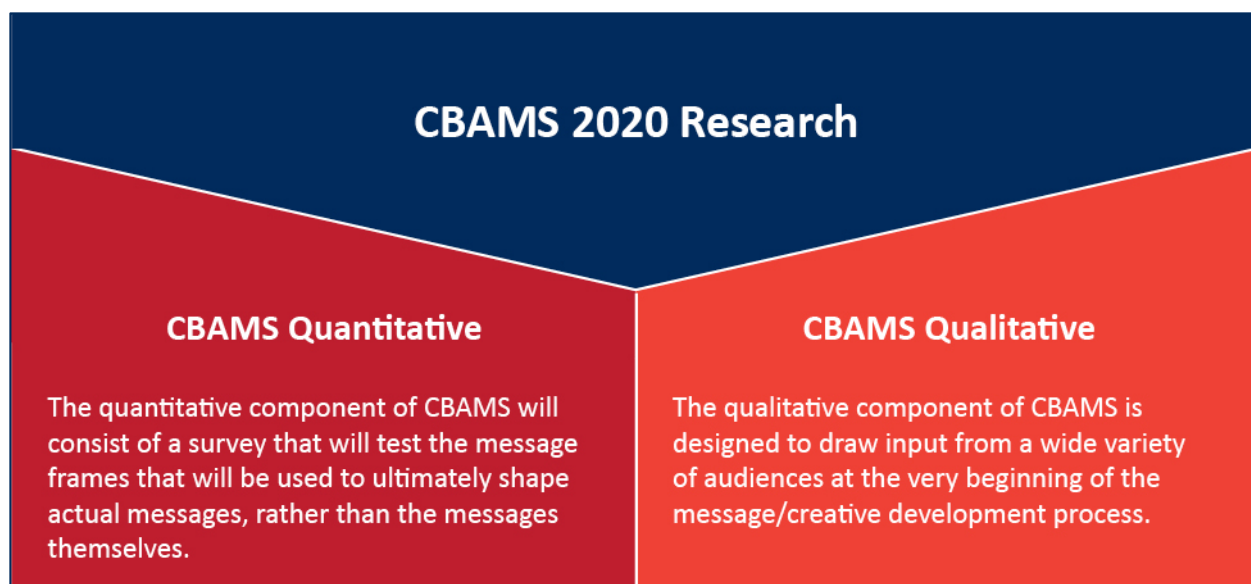 CBAMS 2020 Research
CBAMS Quantitative
The quantitative component of CBAMS will
consist of a survey that will test the message
frames that will be used to ultimately shape
actual messages, rather than the messages
themselves.
CBAMS Qualitative
The qualitative component of CBAMS is
designed to draw input from a wide variety
of audiences at the very beginning of the
message/creative development process.